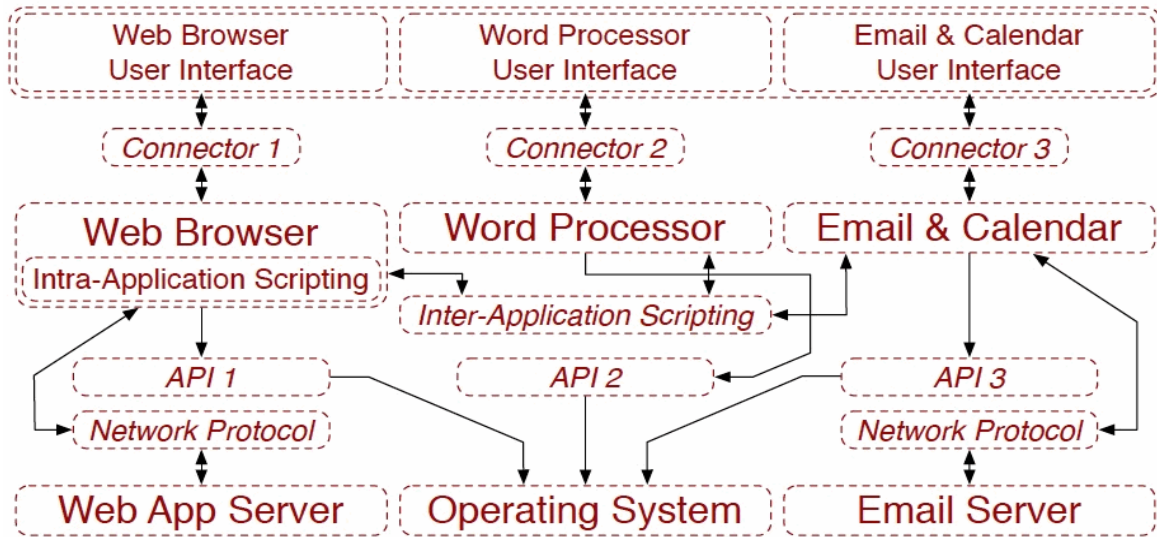 Web Browser
User Interface
Word Processor
User Interface
Email & Calendar
User Interface
Connector 1
Connector 2
Connector 3
Web Browser
Word Processor
Email & Calendar
Intra-Application Scripting
Inter-Application Scripting
API 1
API 2
API 3
Network Protocol
Network Protocol
Web App Server
Operating System
Email Server